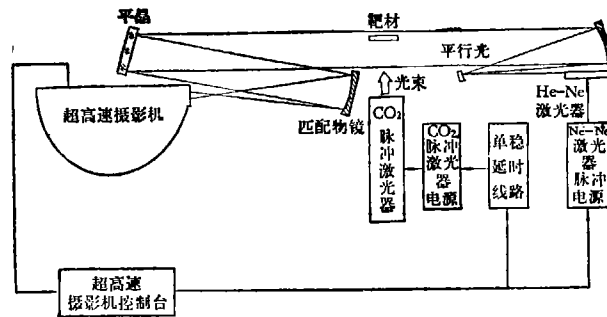 平晶
靶材
平行光
光束
He-Ne
激光器
超高速摄影机
匹配物镜
CO₂
脉
冲
激
光
器
CO₂
脉冲
激光
器
电源
单稳
延时
线路
Ne-Ne
激光
器
脉冲
电源
超高速
摄影机控制台